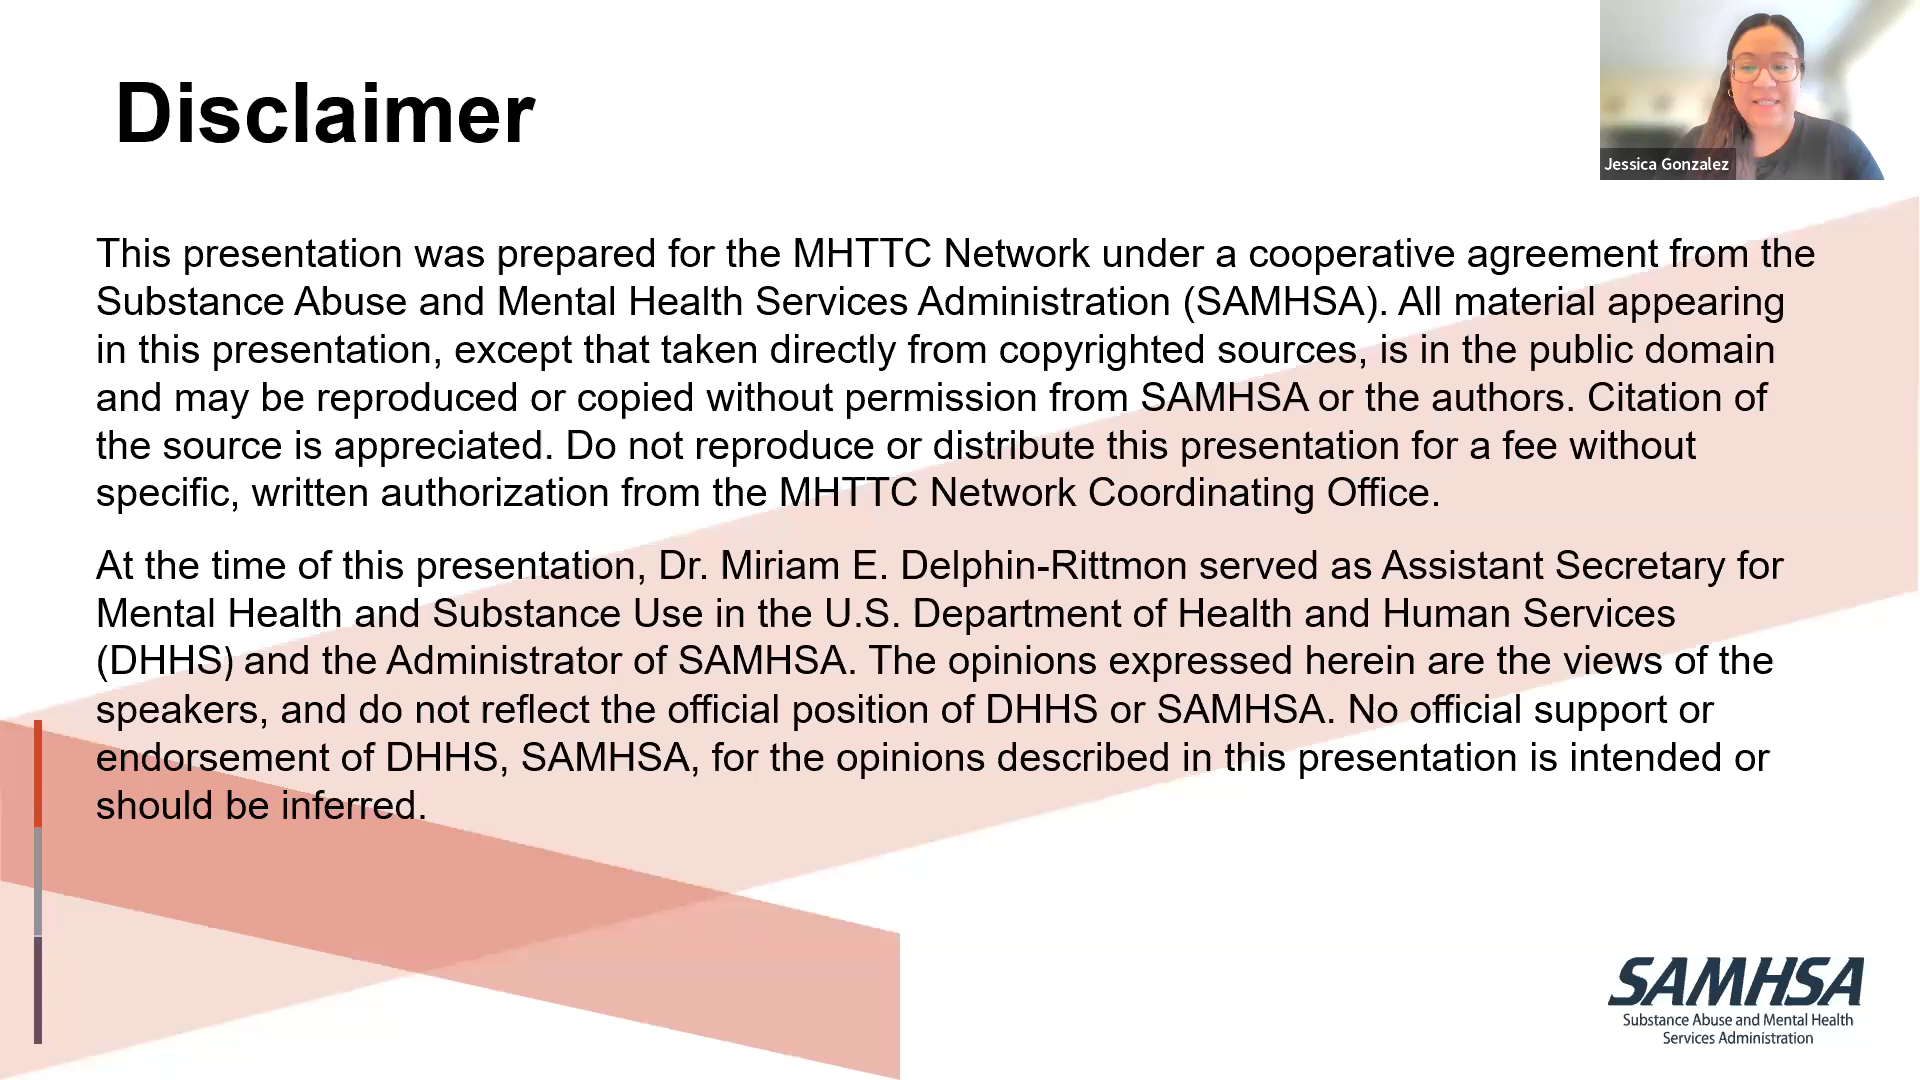 Disclaimer
Jessica Gonzalez
This presentation was prepared for the MHTTC Network under a cooperative agreement from the
Substance Abuse and Mental Health Services Administration (SAMHSA). All material appearing
in this presentation, except that taken directly from copyrighted sources, is in the public domain
and may be reproduced or copied without permission from SAMHSA or the authors. Citation of
the source is appreciated. Do not reproduce or distribute this presentation for a fee without
specific, written authorization from the MHTTC Network Coordinating Office.
At the time of this presentation, Dr. Miriam E. Delphin-Rittmon served as Assistant Secretary for
Mental Health and Substance Use in the U.S. Department of Health and Human Services
(DHHS) and the Administrator of SAMHSA. The opinions expressed herein are the views of the
speakers, and do not reflect the official position of DHHS or SAMHSA. No official support or
endorsement of DHHS, SAMHSA, for the opinions described in this presentation is intended or
should be inferred.
SAMHSA
Substance Abuse and Mental Health
Services Administration